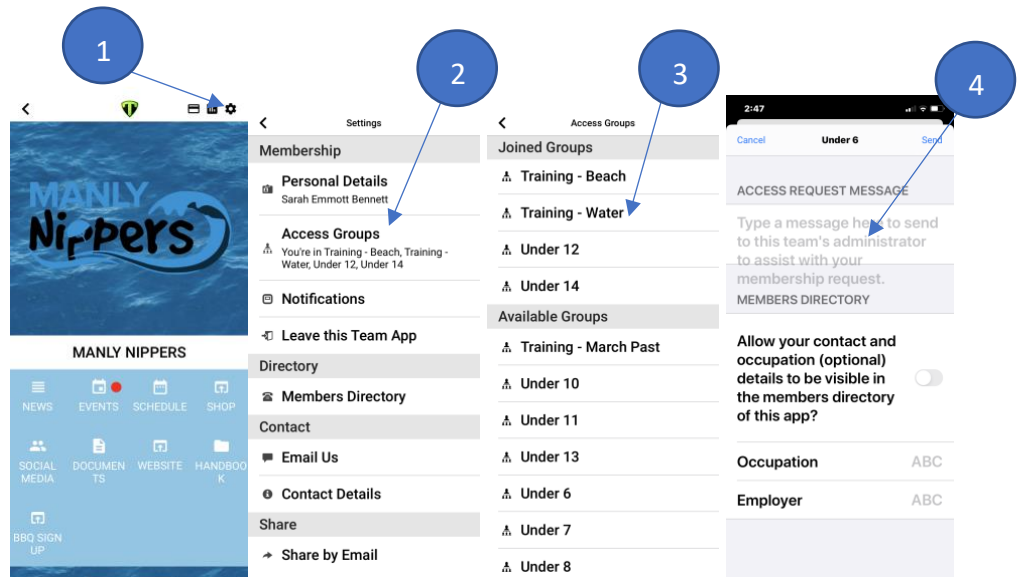 1
2
3
4
MANLY
Nippers
MANLY NIPPERS
NEWS
EVENTS
SCHEDULE
SHOP
SOCIAL
MEDIA
DOCUMEN
TS
WEBSITE
HANDBOO
K
BBQ SIGN
UP
Settings
Membership
Personal Details
Sarah Emmott Bennett
Access Groups
You're in Training - Beach, Training -
Water, Under 12, Under 14
Notifications
Leave this Team App
Directory
Members Directory
Contact
Email Us
Contact Details
Share
Share by Email
Access Groups
Joined Groups
Training - Beach
Training - Water
Under 12
Under 14
Available Groups
Training - March Past
Under 10
Under 11
Under 13
Under 6
Under 7
Under 8
2:47
Cancel
Under 6
Send
ACCESS REQUEST MESSAGE
Type a message here to send
to this team's administrator
to assist with your
membership request.
MEMBERS DIRECTORY
Allow your contact and
occupation (optional)
details to be visible in
the members directory
of this app?
Occupation ABC
Employer ABC